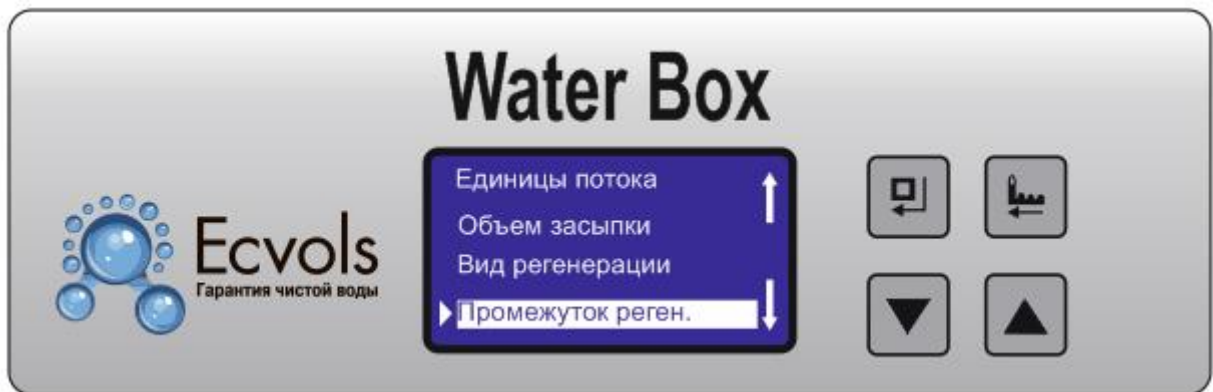 Water Box
Ecvols
Гарантия чистой воды
Единицы потока
Объем засыпки
Вид регенерации
Промежуток реген.